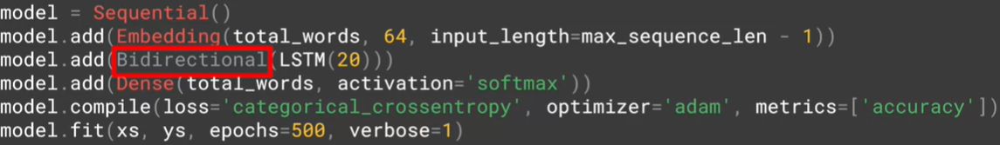 model = Sequential()
model.add(Embedding(total_words, 64, input_length=max_sequence_len - 1))
model.add(Bidirectional(LSTM(20)))
model.add(Dense(total_words, activation='softmax'))
model.compile(loss='categorical_crossentropy', optimizer='adam', metrics=['accuracy'])
model.fit(xs, ys, epochs=500, verbose=1)